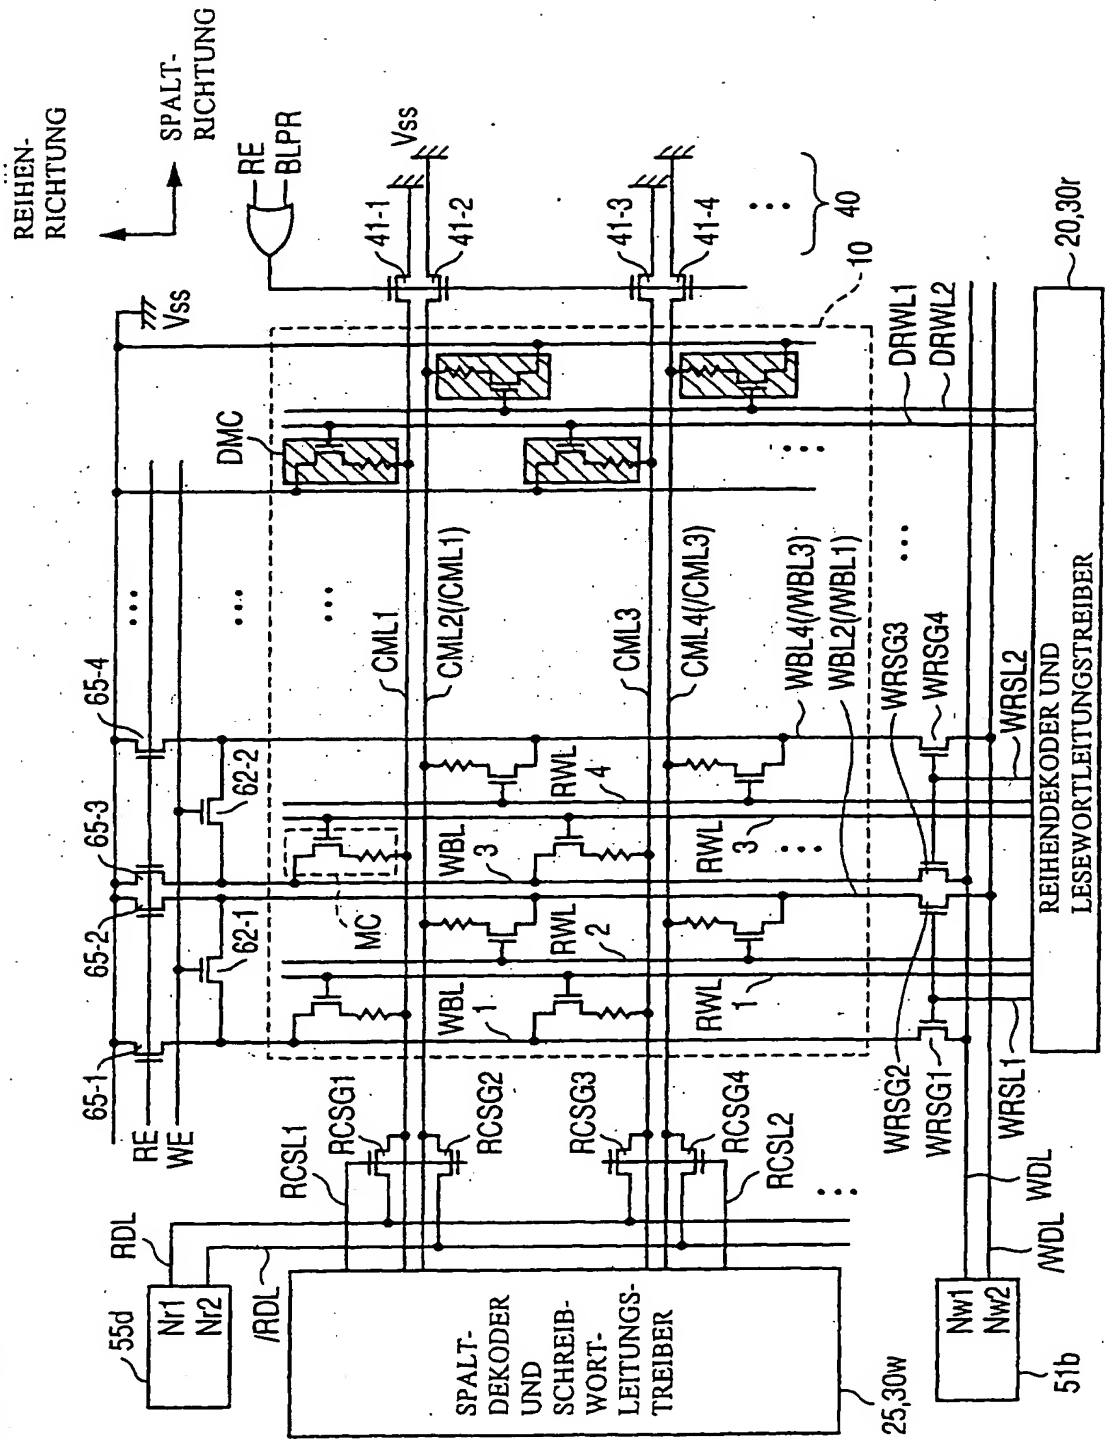 REIHEN-
RICHTUNG
SPALT-
RICHTUNG
RE
BLPR
Vss
41-1
41-2
41-3
41-4
40
10
20,30r
Vss
DMC
DRWL1
DRWL2
65-4
65-3
65-2
65-1
62-2
62-1
RE
WE
CML1
CML2(/CML1)
CML3
CML4(/CML3)
WBL4(/WBL3)
WBL2(/WBL1)
WRSG3
WRSG4
WRSL2
MC
WBL
3
RWL
4
RWL
3
RWL
2
WBL
1
RWL
1
WRSG2
WRSG1
WRSL1
WDL
/WDL
RCSL1
RCSG1
RCSG2
RCSG3
RCSG4
RCSL2
RDL
/RDL
55d
Nr1
Nr2
SPALT-
DEKODER
UND
SCHREIB-
WORT-
LEITUNGS-
TREIBER
25,30w
Nw1
Nw2
51b
REIHENDEKODER UND
LESEWORTLEITUNGSTREIBER